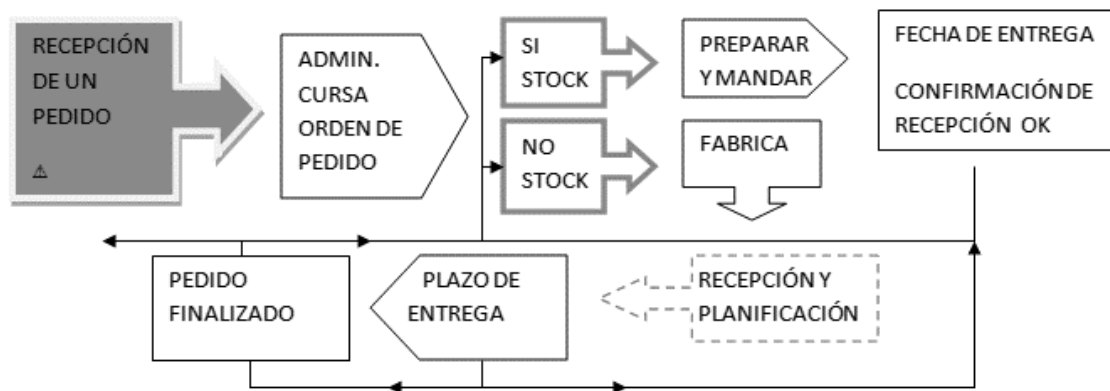 RECEPCIÓN
DE UN
PEDIDO
⚠
ADMIN.
CURSA
ORDEN DE
PEDIDO
SI
STOCK
PREPARAR
Y MANDAR
FECHA DE ENTREGA
CONFIRMACIÓN DE
RECEPCIÓN OK
NO
STOCK
FABRICA
PEDIDO
FINALIZADO
PLAZO DE
ENTREGA
RECEPCIÓN Y
PLANIFICACIÓN